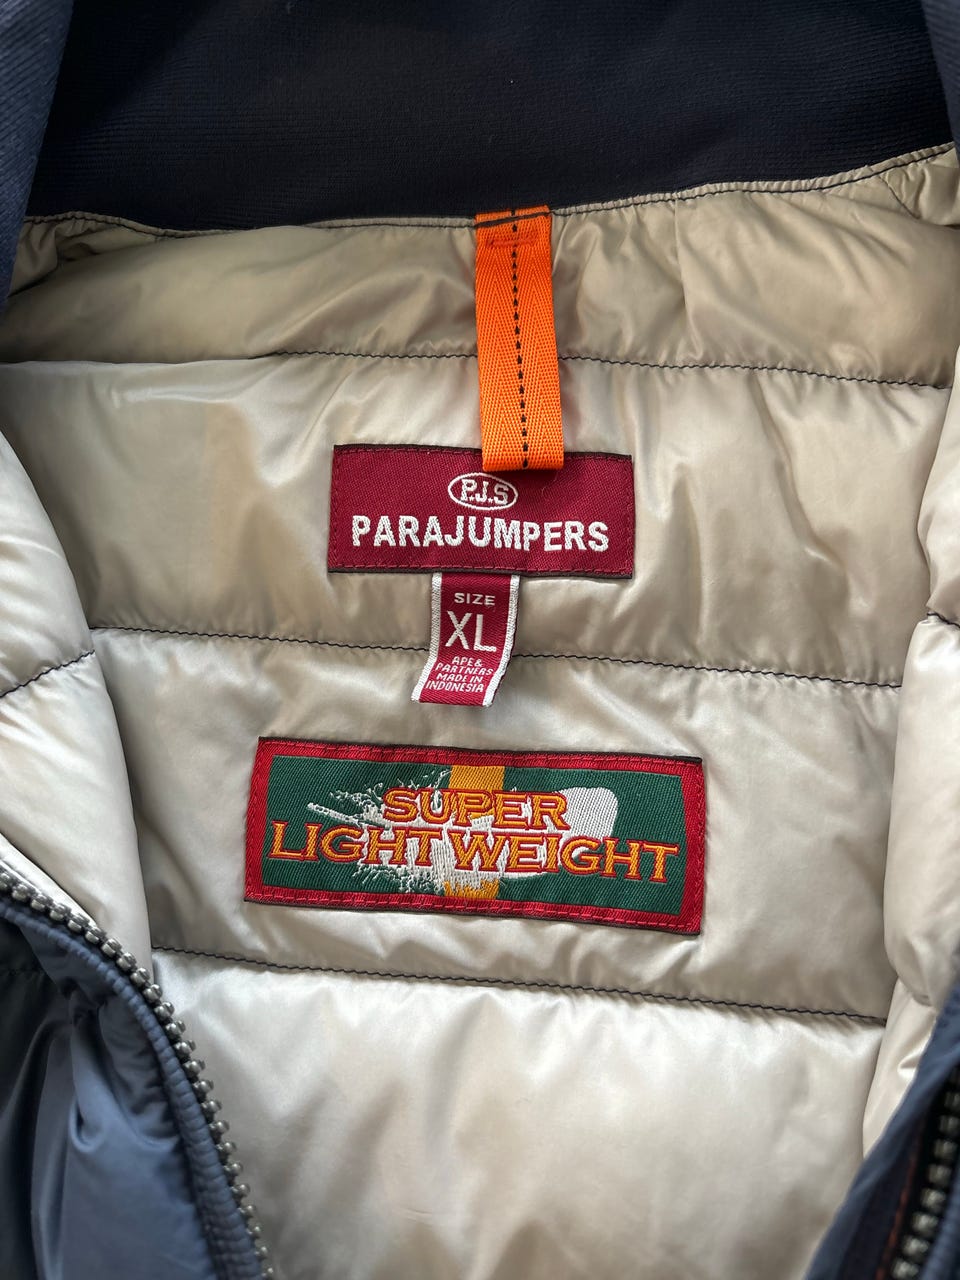 P.J.S
PARAJUMPERS
SIZE
XL
APE&
PARTNERS
MADE IN
INDONESIA
SUPER
LIGHT WEIGHT